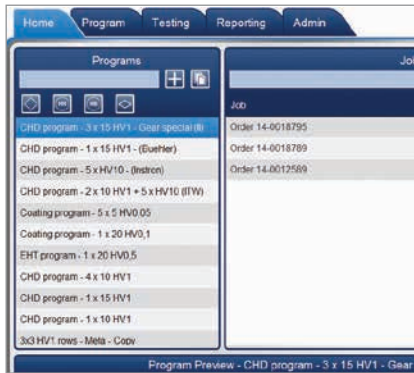 Home Program Testing Reporting Admin
Programs
Job
CHD program - 3 x 15 HV1 - Gear special (II)
Order 14-0018795
CHD program - 1 x 15 HV1 - (Buehler)
Order 14-0018789
CHD program - 5 x HV10 - (Instron)
Order 14-0012589
CHD program - 2 x 10 HV1 + 5 x HV10 (ITW)
Coating program - 5 x 5 HV0.05
Coating program - 1 x 20 HV0,1
EHT program - 1 x 20 HV0,5
CHD program - 4 x 10 HV1
CHD program - 1 x 15 HV1
CHD program - 1 x 10 HV1
3x3 HV1 rows - Meta - Copy
Program Preview - CHD program - 3 x 15 HV1 - Gear